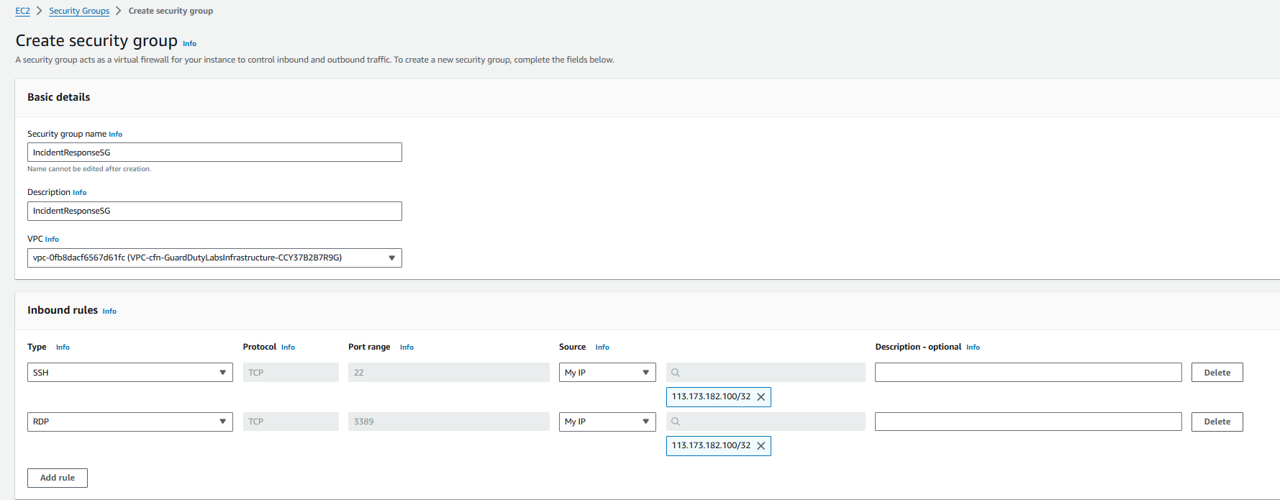 EC2 > Security Groups > Create security group
Create security group Info
A security group acts as a virtual firewall for your instance to control inbound and outbound traffic. To create a new security group, complete the fields below.
Basic details
Security group name Info
IncidentResponseSG
Name cannot be edited after creation.
Description Info
IncidentResponseSG
VPC Info
vpc-0fb8dacf6567d61fc (VPC-cfn-GuardDutyLabsInfrastructure-CCY37B2B7R9G)
Inbound rules Info
Type Info Protocol Info Port range Info Source Info Description - optional Info
SSH TCP 22 My IP Delete
113.173.182.100/32
RDP TCP 3389 My IP Delete
113.173.182.100/32
Add rule